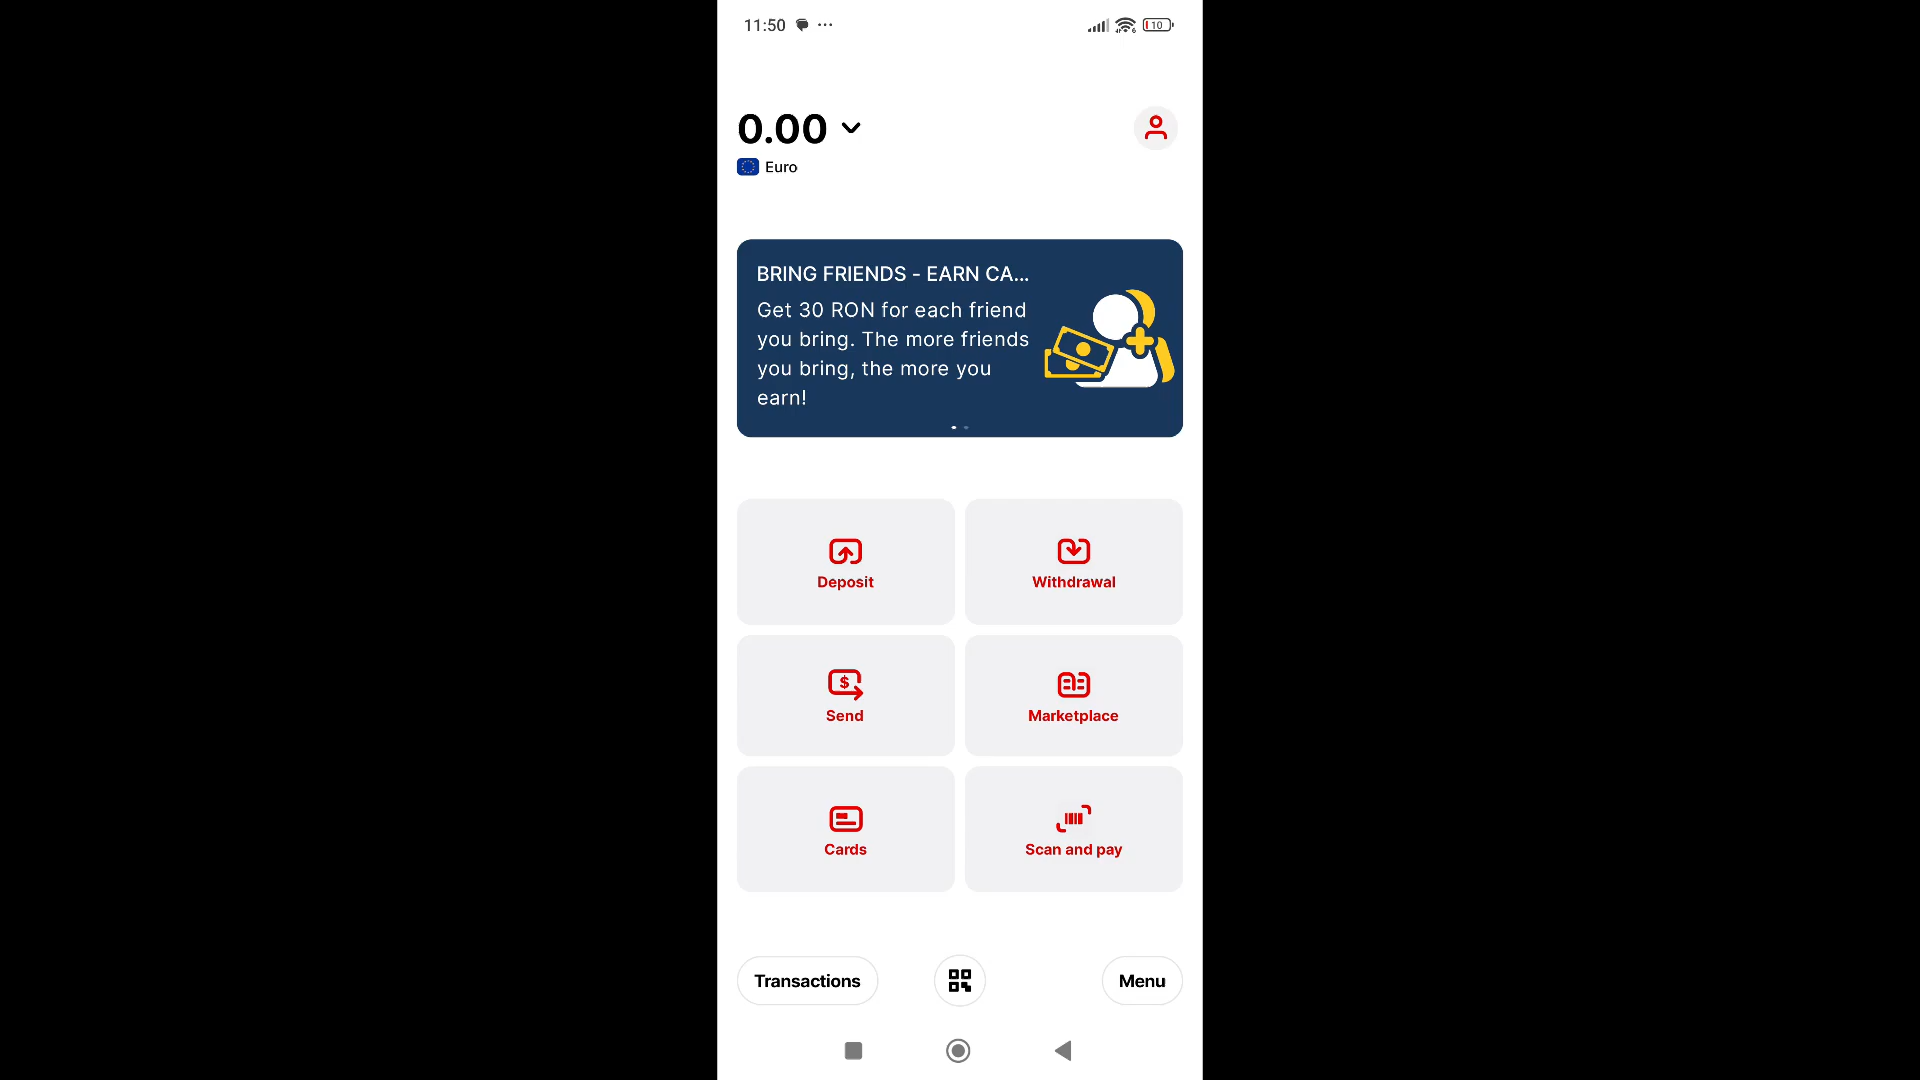 11:50
10
0.00
Euro
BRING FRIENDS - EARN CA...
Get 30 RON for each friend
you bring. The more friends
you bring, the more you
earn!
Deposit
Withdrawal
$
Send
Marketplace
Cards
Scan and pay
Transactions
Menu